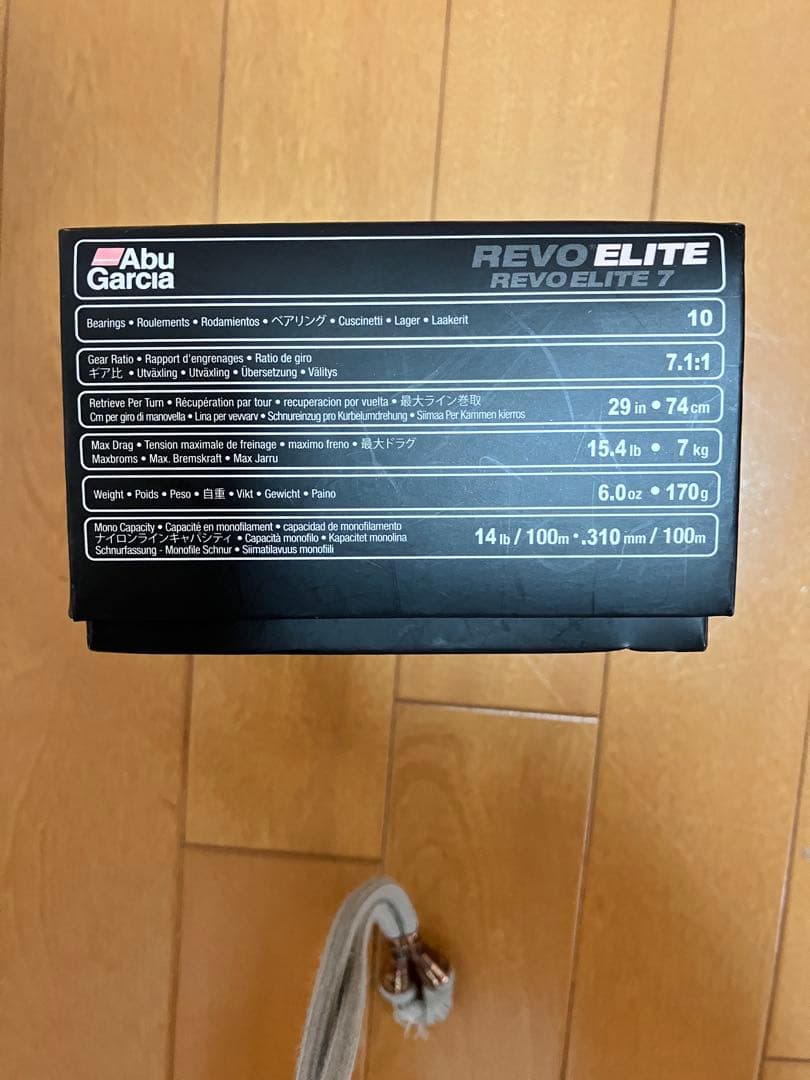 Abu
Garcia
REVO ELITE
REVO ELITE 7
Bearings • Roulements • Rodamientos • ベアリング • Cuscinetti • Lager • Laakerit
10
Gear Ratio • Rapport d'engrenages • Ratio de giro
ギア比 • Utväxling • Utväxling • Übersetzung • Välitys
7.1:1
Retrieve Per Turn • Récupération par tour • recuperacion por vuelta • 最大ライン巻取
Cm per giro di manovella • Lina per vevvarv • Schnureinzug pro Kurbelumdrehung • Siimaa Per Kammen kierros
29 in • 74 cm
Max Drag • Tension maximale de freinage • maximo freno • 最大ドラグ
Maxbroms • Max. Bremskraft • Max Jarru
15.4 lb • 7 kg
Weight • Poids • Peso • 自重 • Vikt • Gewicht • Paino
6.0 oz • 170 g
Mono Capacity • Capacité en monofilament • capacidad de monofilamento
ナイロンラインキャパシティ • Capacità monofilo • Kapacitet monolina
Schnurfassung - Monofile Schnur • Siimatilavuus monofiili
14 lb / 100m • .310 mm / 100m